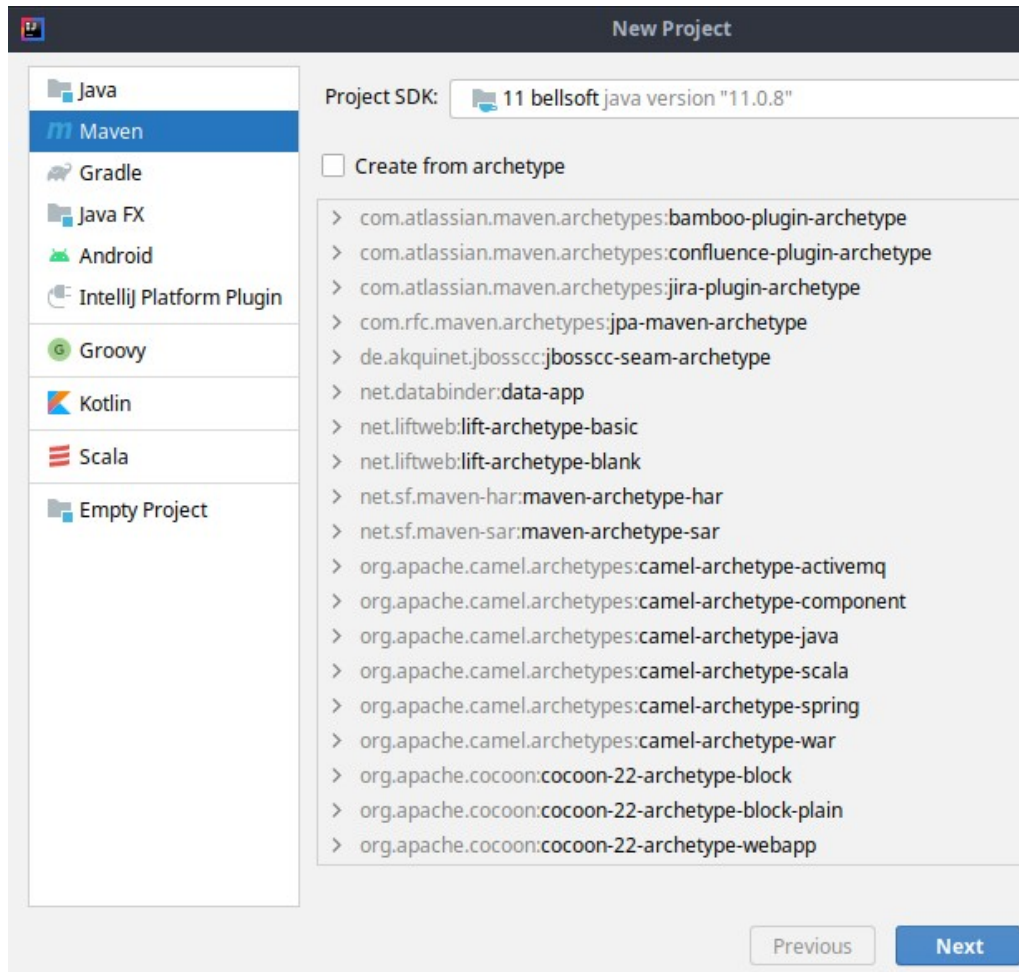 New Project
Java
Maven
Gradle
Java FX
Android
IntelliJ Platform Plugin
Groovy
Kotlin
Scala
Empty Project
Project SDK: 11 bellsoft java version "11.0.8"
Create from archetype
com.atlassian.maven.archetypes:bamboo-plugin-archetype
com.atlassian.maven.archetypes:confluence-plugin-archetype
com.atlassian.maven.archetypes:jira-plugin-archetype
com.rfc.maven.archetypes:jpa-maven-archetype
de.akquinet.jbosscc:jbosscc-seam-archetype
net.databinder:data-app
net.liftweb:lift-archetype-basic
net.liftweb:lift-archetype-blank
net.sf.maven-har:maven-archetype-har
net.sf.maven-sar:maven-archetype-sar
org.apache.camel.archetypes:camel-archetype-activemq
org.apache.camel.archetypes:camel-archetype-component
org.apache.camel.archetypes:camel-archetype-java
org.apache.camel.archetypes:camel-archetype-scala
org.apache.camel.archetypes:camel-archetype-spring
org.apache.camel.archetypes:camel-archetype-war
org.apache.cocoon:cocoon-22-archetype-block
org.apache.cocoon:cocoon-22-archetype-block-plain
org.apache.cocoon:cocoon-22-archetype-webapp
Previous
Next